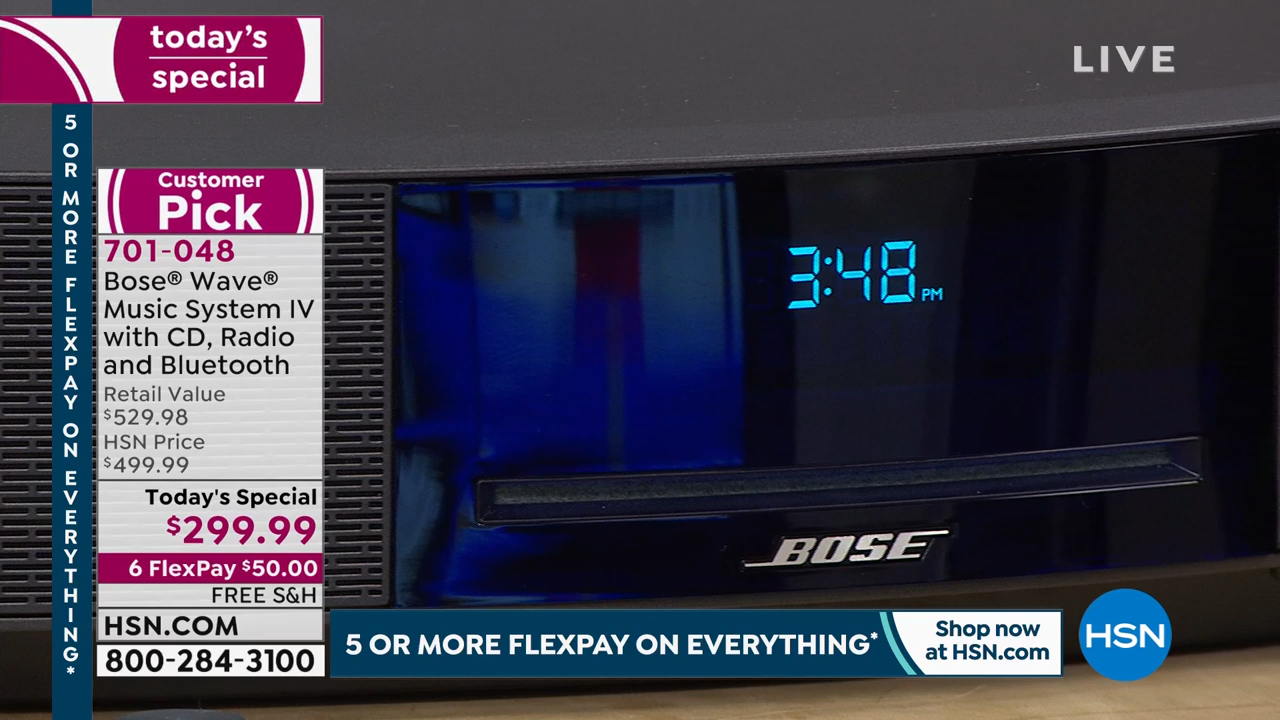 today's
special
LIVE
5 OR MORE FLEXPAY ON EVERYTHING*
Customer
Pick
701-048
Bose® Wave®
Music System IV
with CD, Radio
and Bluetooth
Retail Value
$529.98
HSN Price
$499.99
Today's Special
$299.99
6 FlexPay $50.00
FREE S&H
HSN.COM
800-284-3100
3:48 PM
BOSE
5 OR MORE FLEXPAY ON EVERYTHING*
Shop now
at HSN.com
HSN